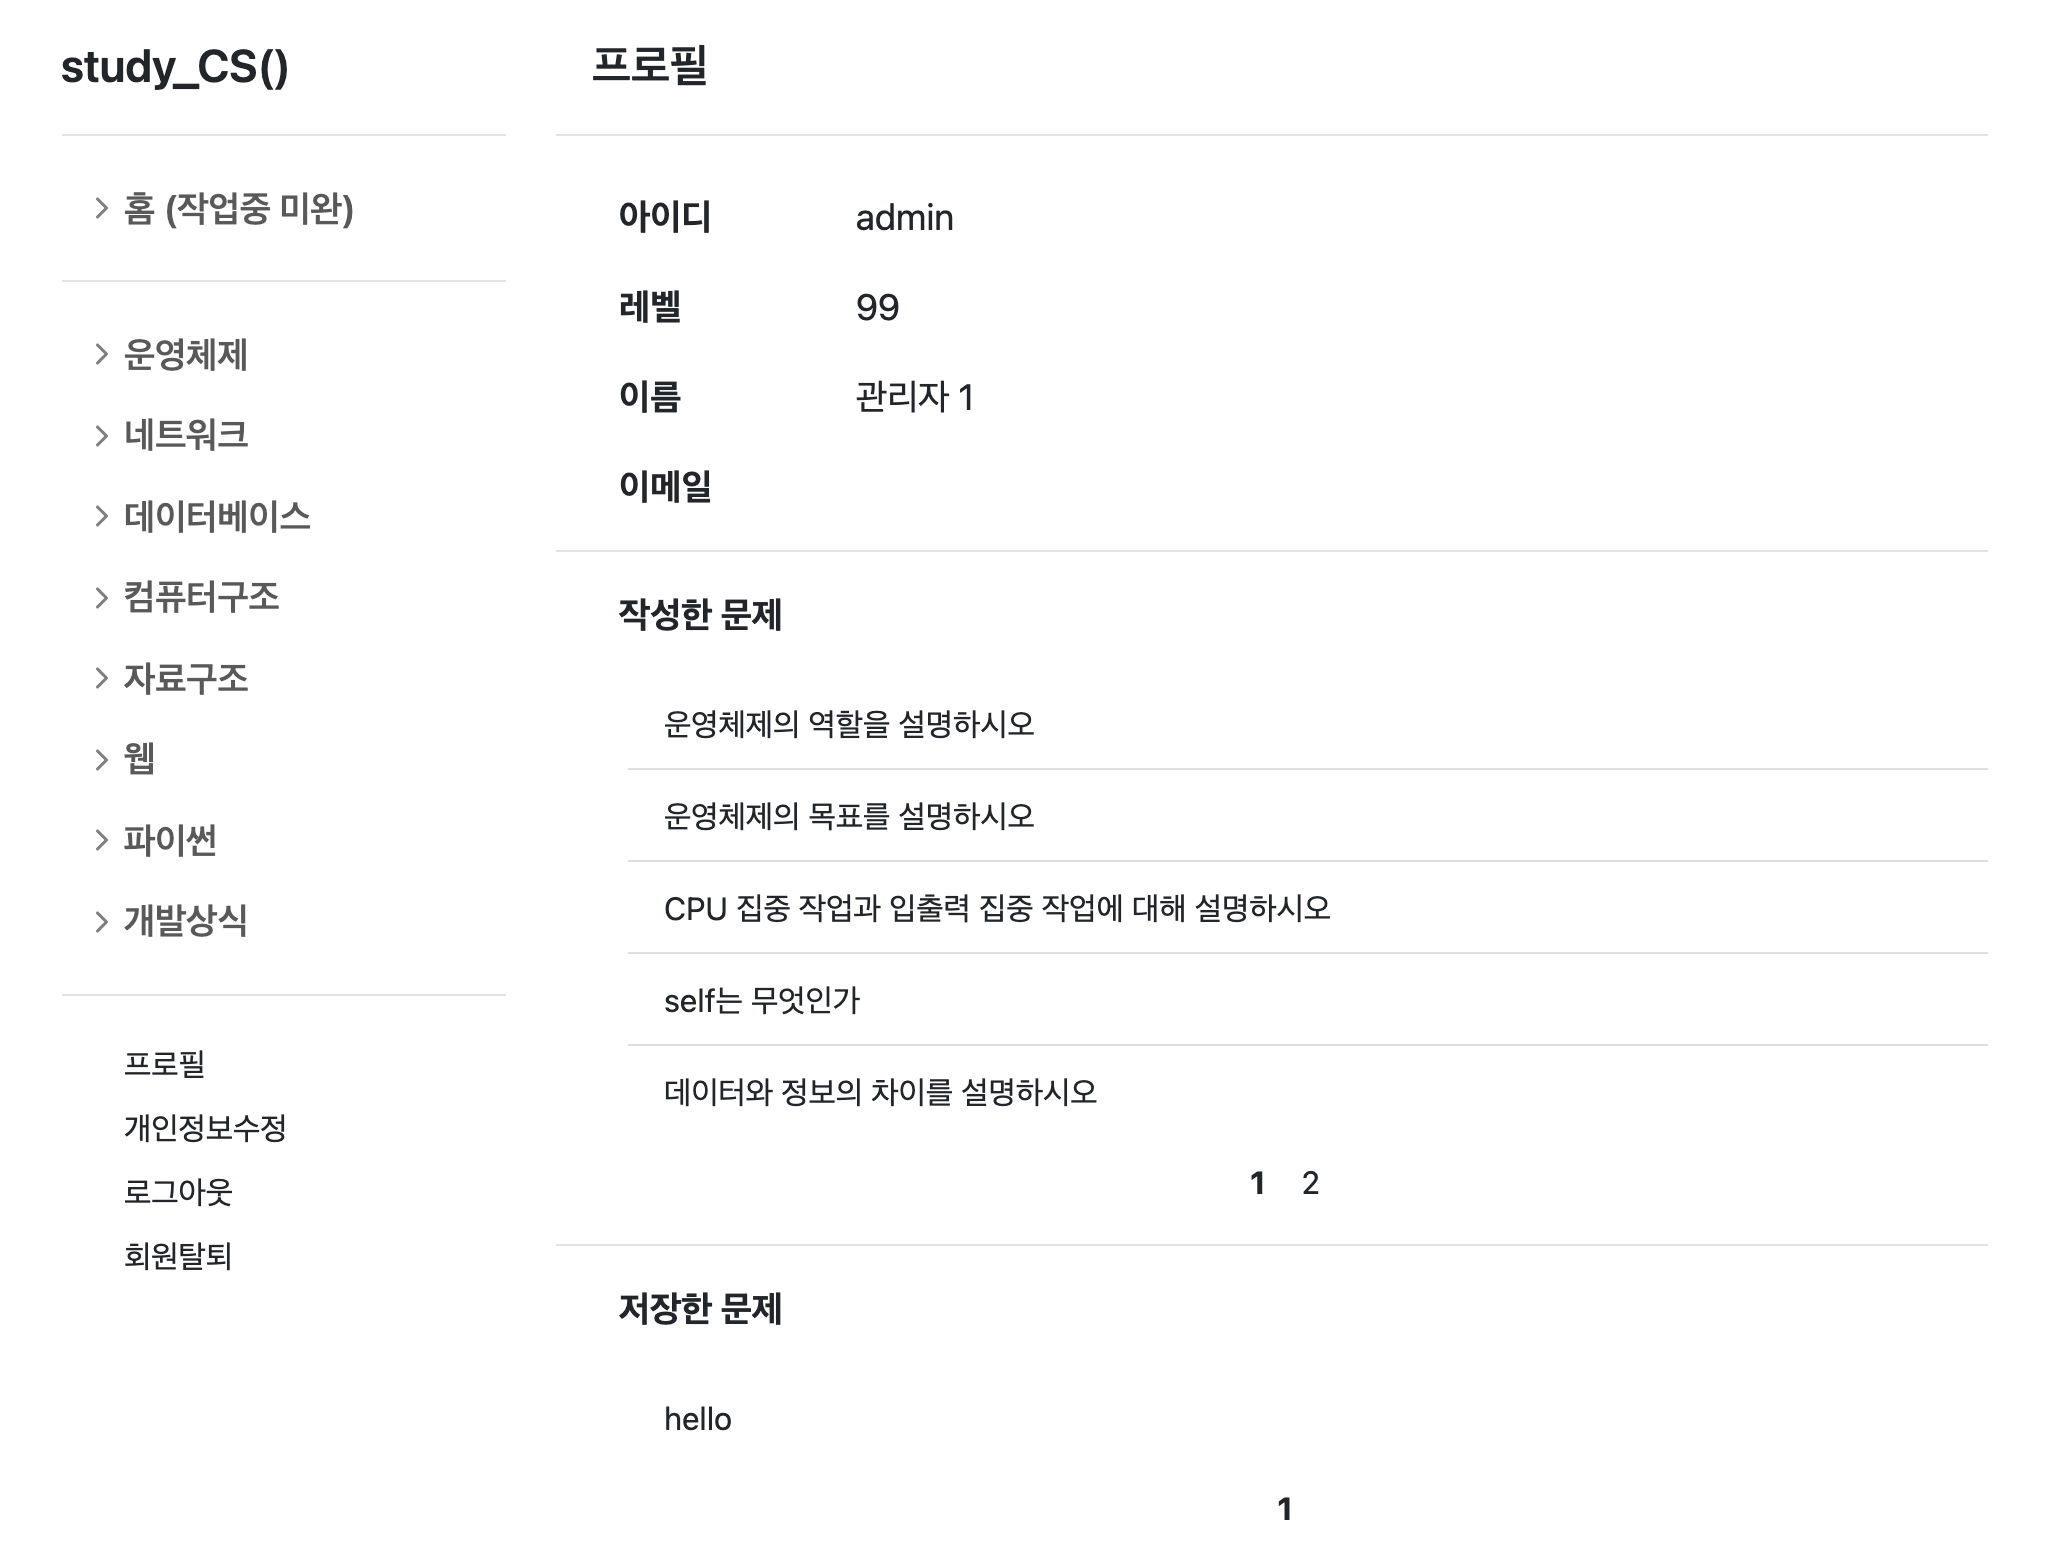 study_CS()
홈 (작업중 미완)
운영체제
네트워크
데이터베이스
컴퓨터구조
자료구조
웹
파이썬
개발상식
프로필
개인정보수정
로그아웃
회원탈퇴
프로필
아이디 admin
레벨 99
이름 관리자 1
이메일
작성한 문제
운영체제의 역할을 설명하시오
운영체제의 목표를 설명하시오
CPU 집중 작업과 입출력 집중 작업에 대해 설명하시오
self는 무엇인가
데이터와 정보의 차이를 설명하시오
1 2
저장한 문제
hello
1